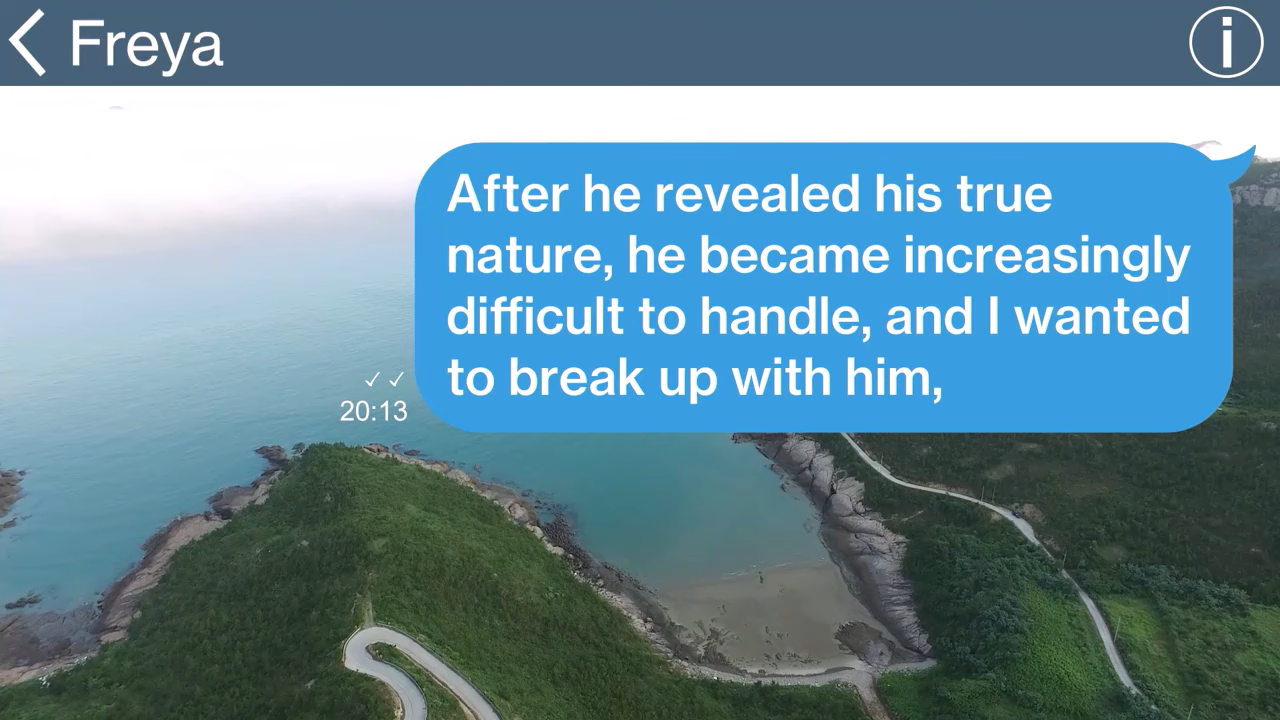 Freya
After he revealed his true
nature, he became increasingly
difficult to handle, and I wanted
to break up with him,
✓✓
20:13